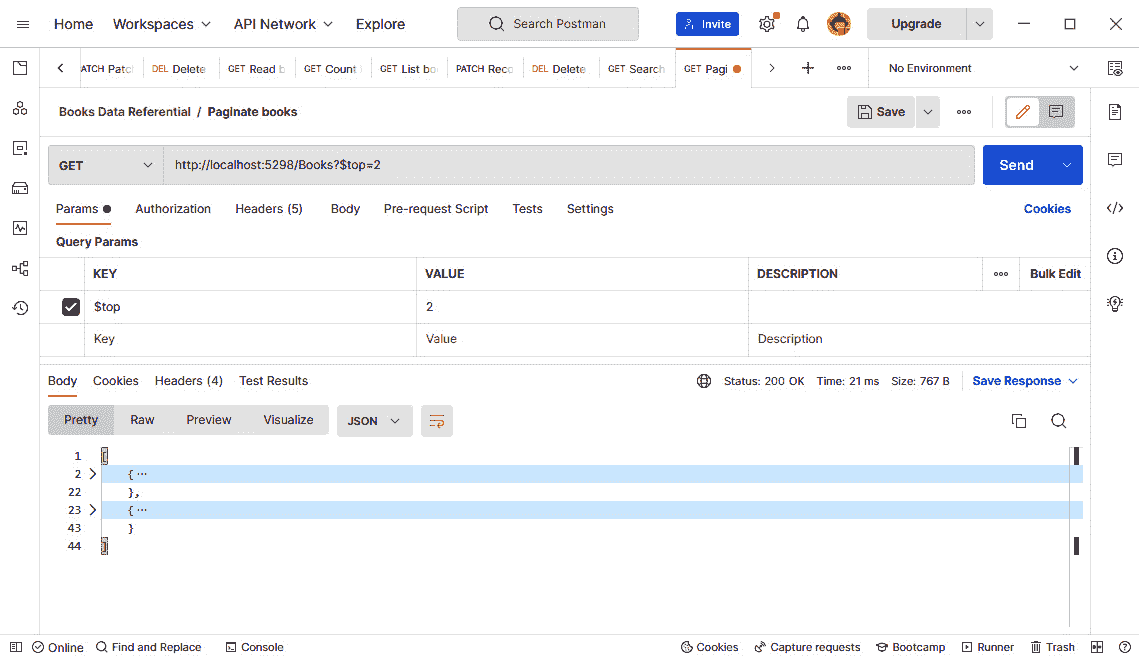 Home Workspaces API Network Explore Search Postman Invite Upgrade
ATCH Patc DEL Delete GET Read b GET Count GET List bo PATCH Rec DEL Delete GET Search GET Pagi No Environment
Books Data Referential / Paginate books Save
GET http://localhost:5298/Books?$top=2 Send
Params Authorization Headers (5) Body Pre-request Script Tests Settings Cookies
Query Params
KEY VALUE DESCRIPTION Bulk Edit
$top 2
Key Value Description
Body Cookies Headers (4) Test Results Status: 200 OK Time: 21 ms Size: 767 B Save Response
Pretty Raw Preview Visualize JSON
1 [
2 { ...
22 },
23 { ...
43 }
44 ]
Online Find and Replace Console Cookies Capture requests Bootcamp Runner Trash